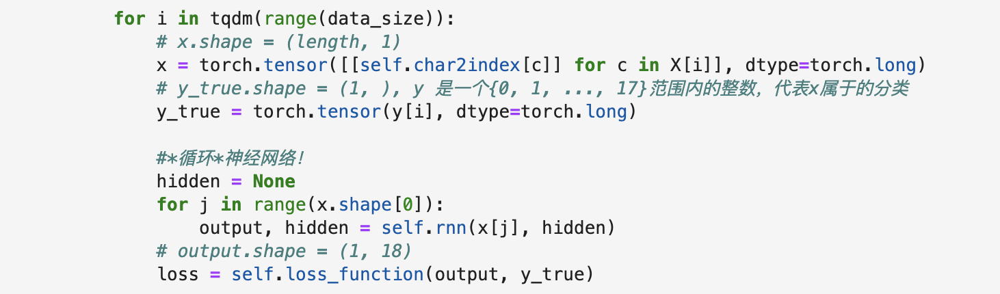 for i in tqdm(range(data_size)):
# x.shape = (length, 1)
x = torch.tensor([[self.char2index[c]] for c in X[i]], dtype=torch.long)
# y_true.shape = (1, ), y 是一个{0, 1, ..., 17}范围内的整数，代表x属于的分类
y_true = torch.tensor(y[i], dtype=torch.long)
#*循环*神经网络!
hidden = None
for j in range(x.shape[0]):
output, hidden = self.rnn(x[j], hidden)
# output.shape = (1, 18)
loss = self.loss_function(output, y_true)